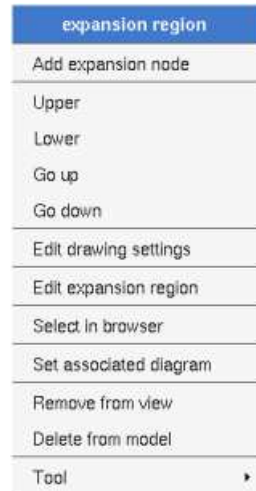 expansion region
Add expansion node
Upper
Lower
Go up
Go down
Edit drawing settings
Edit expansion region
Select in browser
Set associated diagram
Remove from view
Delete from model
Tool